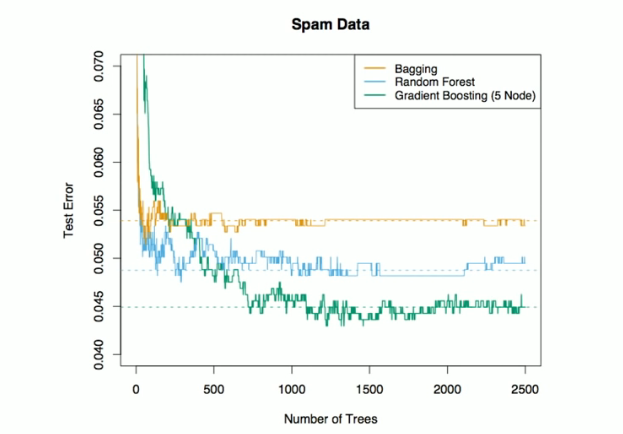 Spam Data
Bagging
Random Forest
Gradient Boosting (5 Node)
Test Error
0.070
0.065
0.060
0.055
0.050
0.045
0.040
0 500 1000 1500 2000 2500
Number of Trees